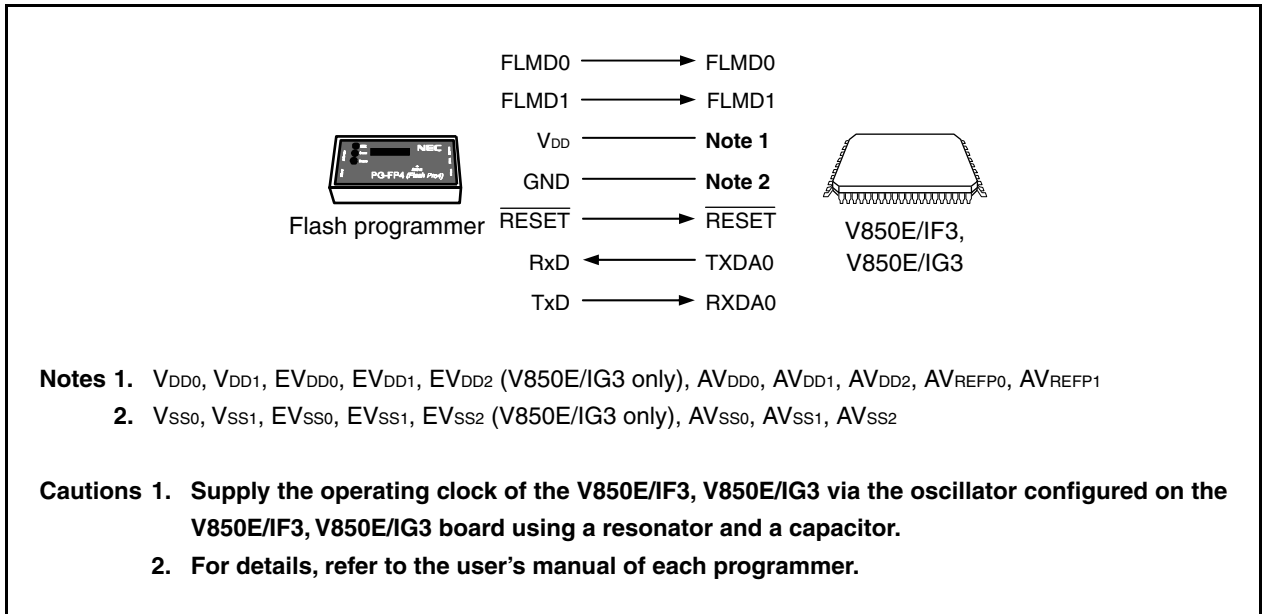 FLMD0 FLMD0
FLMD1 FLMD1
VDD Note 1
GND Note 2
RESET RESET
RxD TXDA0
TxD RXDA0
NEC
PG-FP4 (Flash Pro4)
Flash programmer
V850E/IF3,
V850E/IG3
Notes 1. VDD0, VDD1, EVDD0, EVDD1, EVDD2 (V850E/IG3 only), AVDD0, AVDD1, AVDD2, AVREFP0, AVREFP1
2. VSS0, VSS1, EVSS0, EVSS1, EVSS2 (V850E/IG3 only), AVSS0, AVSS1, AVSS2
Cautions 1. Supply the operating clock of the V850E/IF3, V850E/IG3 via the oscillator configured on the
V850E/IF3, V850E/IG3 board using a resonator and a capacitor.
2. For details, refer to the user's manual of each programmer.